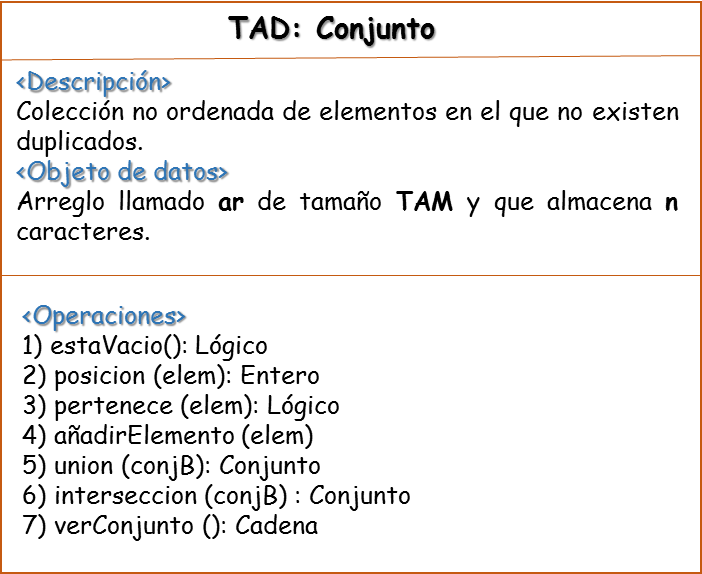 TAD: Conjunto
<Descripción>
Colección no ordenada de elementos en el que no existen
duplicados.
<Objeto de datos>
Arreglo llamado ar de tamaño TAM y que almacena n
caracteres.
<Operaciones>
1) estaVacio(): Lógico
2) posicion (elem): Entero
3) pertenece (elem): Lógico
4) añadirElemento (elem)
5) union (conjB): Conjunto
6) interseccion (conjB) : Conjunto
7) verConjunto (): Cadena